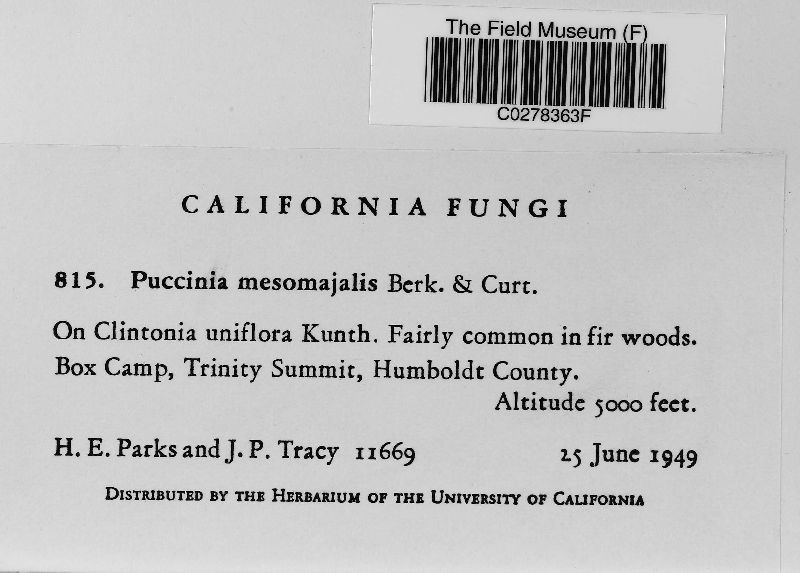 The Field Museum (F)
C0278363F
CALIFORNIA FUNGI
815. Puccinia mesomajalis Berk. & Curt.
On Clintonia uniflora Kunth. Fairly common in fir woods.
Box Camp, Trinity Summit, Humboldt County.
Altitude 5000 feet.
H. E. Parks and J. P. Tracy 11669 25 June 1949
DISTRIBUTED BY THE HERBARIUM OF THE UNIVERSITY OF CALIFORNIA